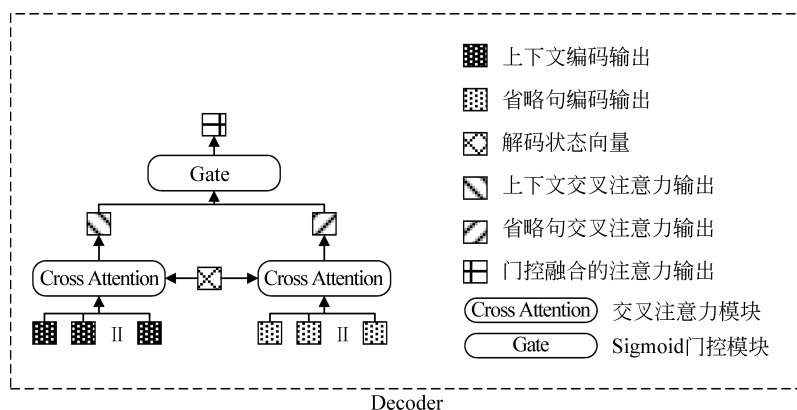 上下文编码输出
省略句编码输出
解码状态向量
Gate
上下文交叉注意力输出
省略句交叉注意力输出
Cross Attention
Cross Attention
门控融合的注意力输出
Cross Attention 交叉注意力模块
II
II
Gate Sigmoid门控模块
Decoder